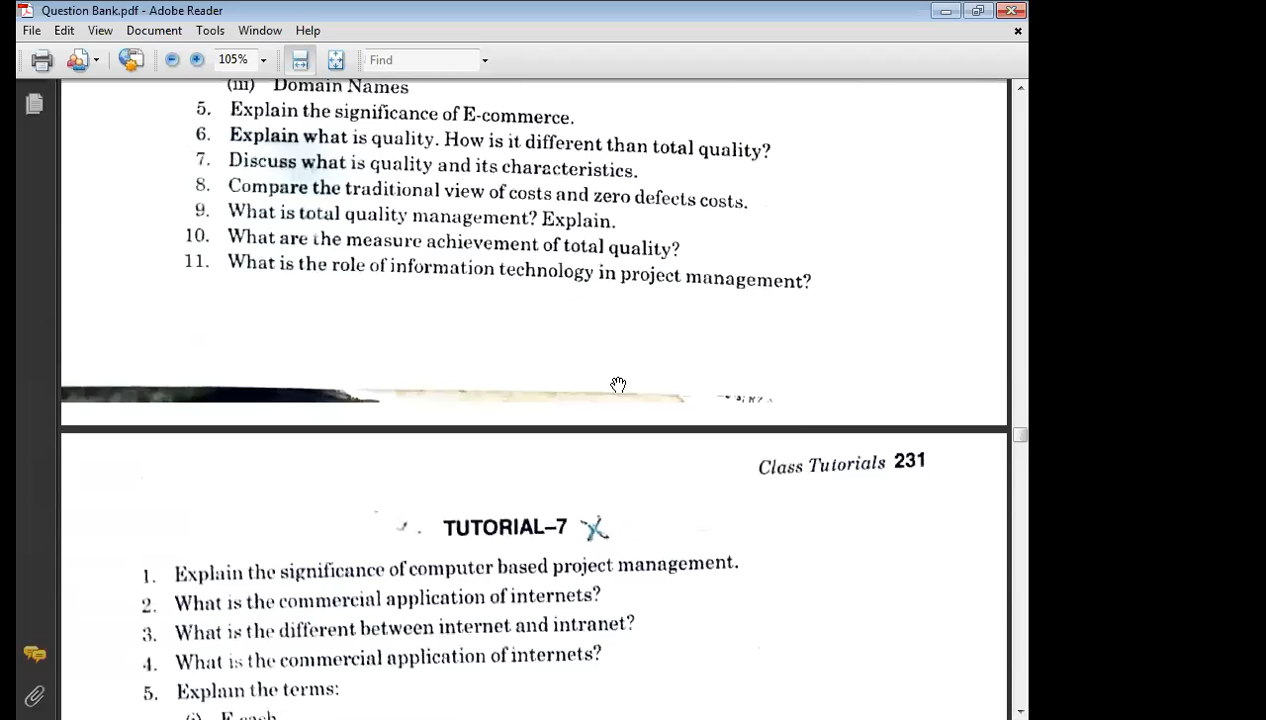 Question Bank.pdf - Adobe Reader
File Edit View Document Tools Window Help
105% Find
(iii) Domain Names
5. Explain the significance of E-commerce.
6. Explain what is quality. How is it different than total quality?
7. Discuss what is quality and its characteristics.
8. Compare the traditional view of costs and zero defects costs.
9. What is total quality management? Explain.
10. What are the measure achievement of total quality?
11. What is the role of information technology in project management?
Class Tutorials 231
TUTORIAL–7
1. Explain the significance of computer based project management.
2. What is the commercial application of internets?
3. What is the different between internet and intranet?
4. What is the commercial application of internets?
5. Explain the terms:
(i) E cash